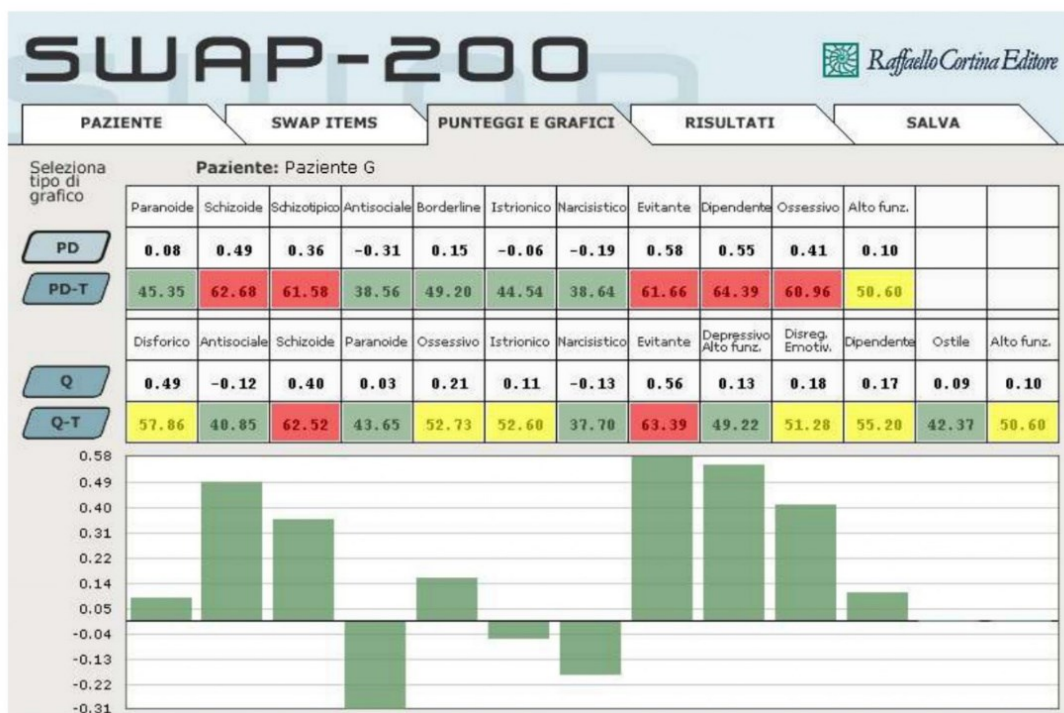 SWAP-200
Raffaello Cortina Editore
PAZIENTE SWAP ITEMS PUNTEGGI E GRAFICI RISULTATI SALVA
Seleziona tipo di grafico
Paziente: Paziente G
Paranoide Schizoide Schizotipico Antisociale Borderline Istrionico Narcisistico Evitante Dipendente Ossessivo Alto funz.
PD 0.08 0.49 0.36 -0.31 0.15 -0.06 -0.19 0.58 0.55 0.41 0.10
PD-T 45.35 62.68 61.58 38.56 49.20 44.54 38.64 61.66 64.39 60.96 50.60
Disforico Antisociale Schizoide Paranoide Ossessivo Istrionico Narcisistico Evitante Depressivo Alto funz. Disreg. Emotiv. Dipendente Ostile Alto funz.
Q 0.49 -0.12 0.40 0.03 0.21 0.11 -0.13 0.56 0.13 0.18 0.17 0.09 0.10
Q-T 57.86 40.85 62.52 43.65 52.73 52.60 37.70 63.39 49.22 51.28 55.20 42.37 50.60
0.58
0.49
0.40
0.31
0.22
0.14
0.05
-0.04
-0.13
-0.22
-0.31